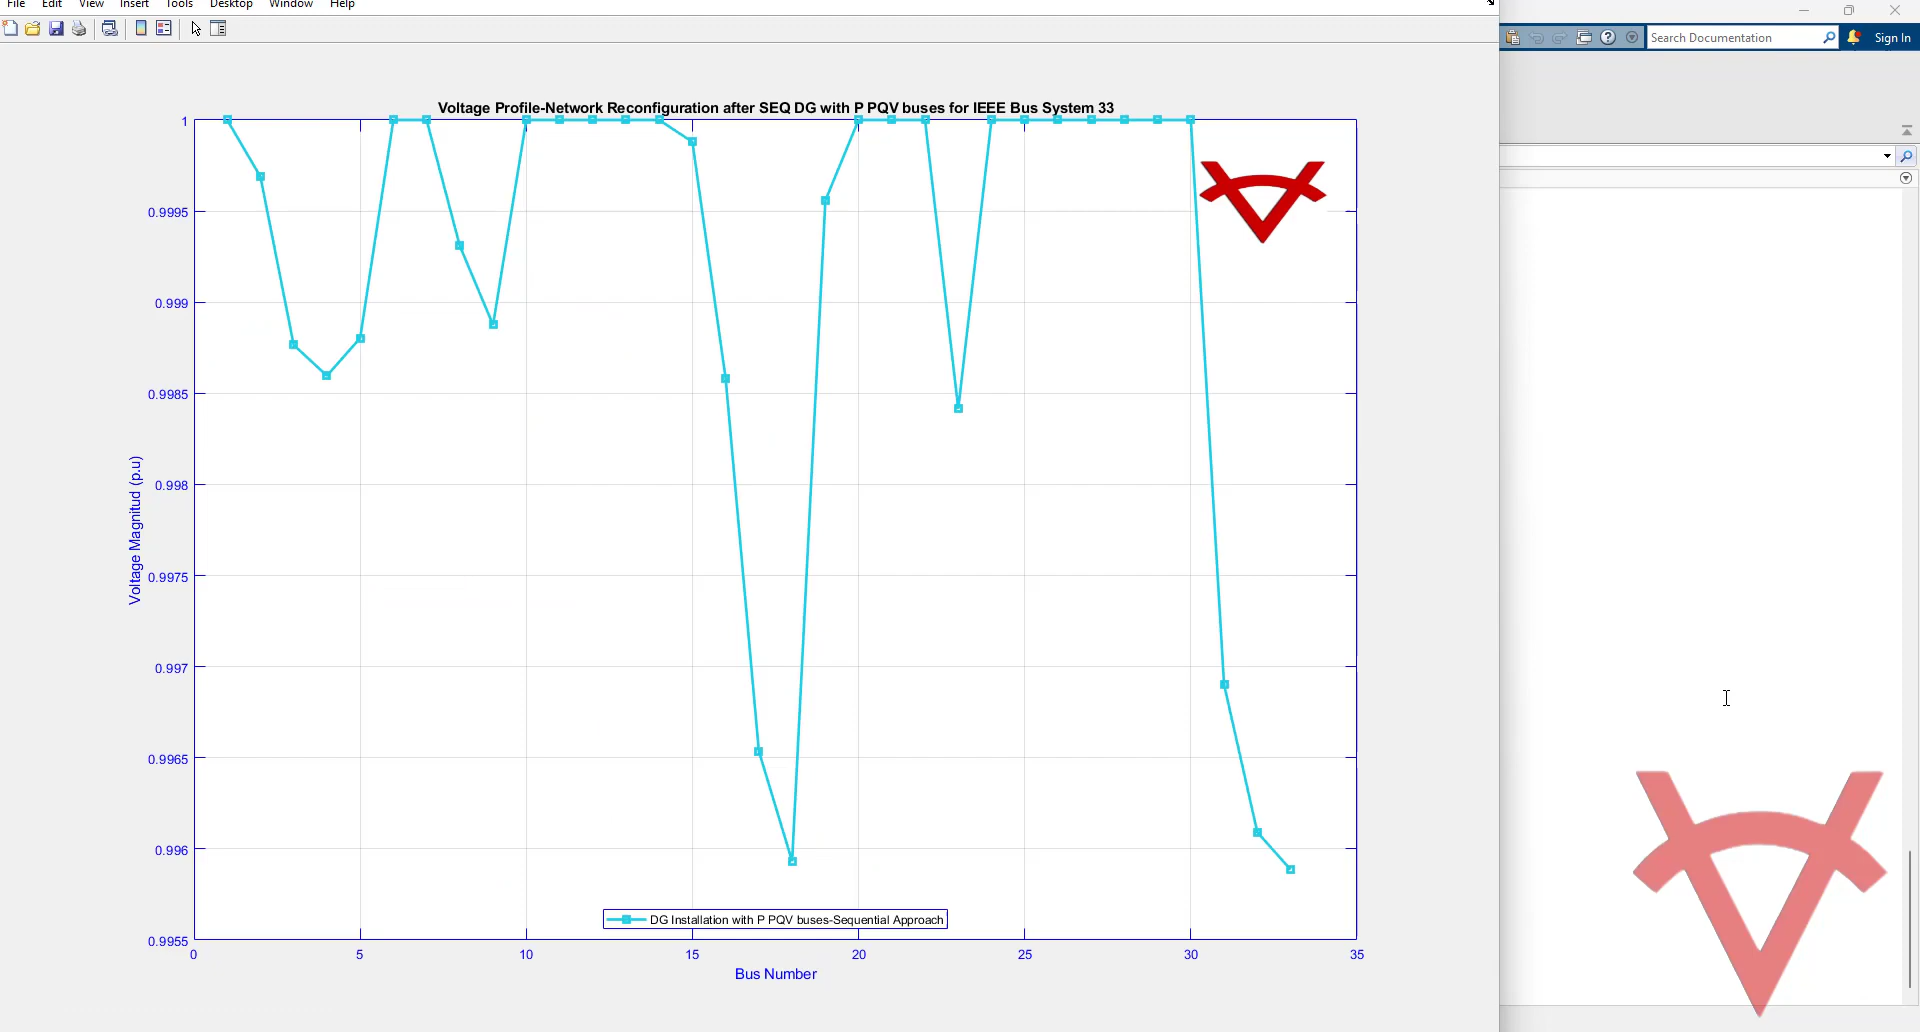 File Edit View Insert Tools Desktop Window Help
Search Documentation
Sign In
Voltage Profile-Network Reconfiguration after SEQ DG with P PQV buses for IEEE Bus System 33
1
0.9995
0.999
0.9985
0.998
0.9975
0.997
0.9965
0.996
0.9955
Voltage Magnitud (p.u)
DG Installation with P PQV buses-Sequential Approach
0 5 10 15 20 25 30 35
Bus Number